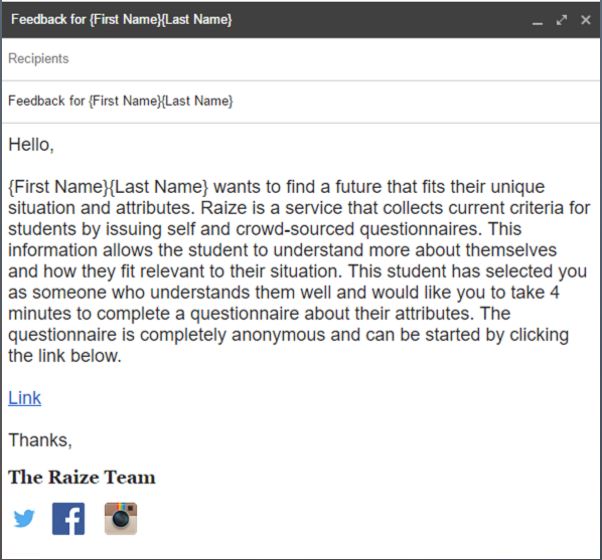 Feedback for {First Name}{Last Name}
Recipients
Feedback for {First Name}{Last Name}
Hello,
{First Name}{Last Name} wants to find a future that fits their unique
situation and attributes. Raize is a service that collects current criteria for
students by issuing self and crowd-sourced questionnaires. This
information allows the student to understand more about themselves
and how they fit relevant to their situation. This student has selected you
as someone who understands them well and would like you to take 4
minutes to complete a questionnaire about their attributes. The
questionnaire is completely anonymous and can be started by clicking
the link below.
Link
Thanks,
The Raize Team